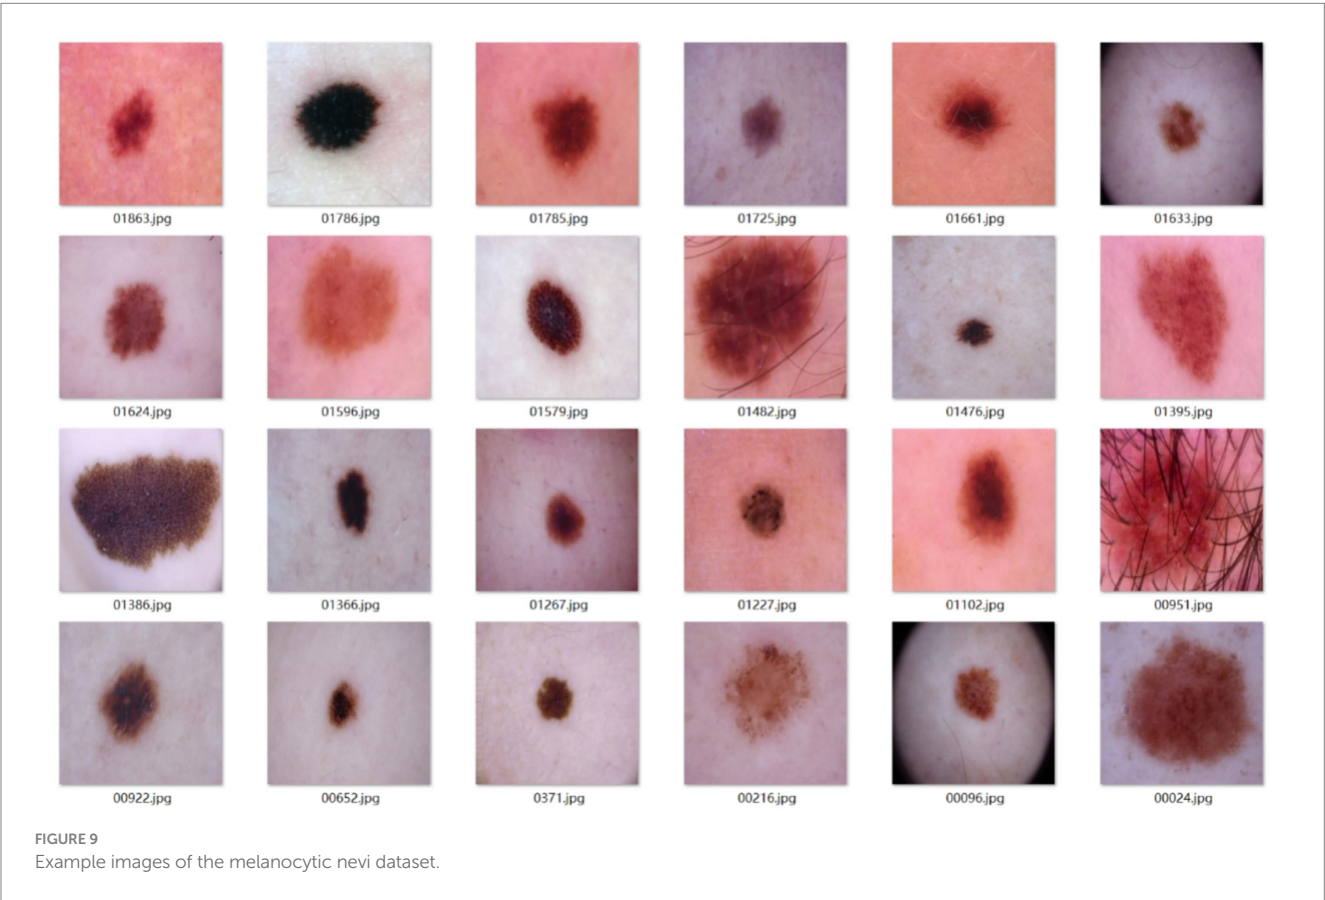 01863.jpg
01786.jpg
01785.jpg
01725.jpg
01661.jpg
01633.jpg
01624.jpg
01596.jpg
01579.jpg
01482.jpg
01476.jpg
01395.jpg
01386.jpg
01366.jpg
01267.jpg
01227.jpg
01102.jpg
00951.jpg
00922.jpg
00652.jpg
0371.jpg
00216.jpg
00096.jpg
00024.jpg
FIGURE 9
Example images of the melanocytic nevi dataset.